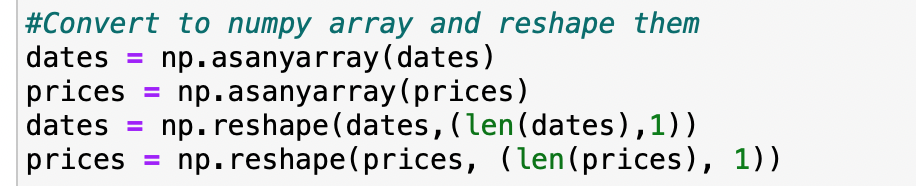 #Convert to numpy array and reshape them
dates = np.asanyarray(dates)
prices = np.asanyarray(prices)
dates = np.reshape(dates,(len(dates),1))
prices = np.reshape(prices, (len(prices), 1))